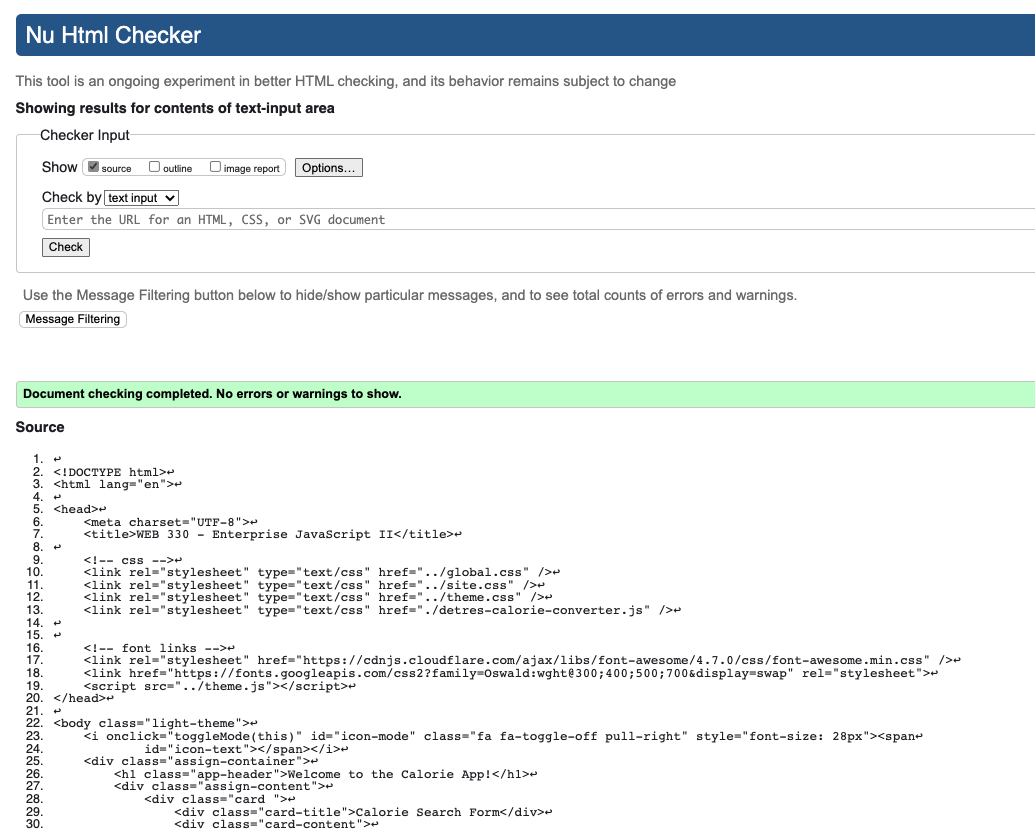 Nu Html Checker
This tool is an ongoing experiment in better HTML checking, and its behavior remains subject to change
Showing results for contents of text-input area
Checker Input
Show source outline image report Options...
Check by text input
Enter the URL for an HTML, CSS, or SVG document
Check
Use the Message Filtering button below to hide/show particular messages, and to see total counts of errors and warnings.
Message Filtering
Document checking completed. No errors or warnings to show.
Source
1. ↩
2. <!DOCTYPE html>↩
3. <html lang="en">↩
4. ↩
5. <head>↩
6.     <meta charset="UTF-8">↩
7.     <title>WEB 330 - Enterprise JavaScript II</title>↩
8. ↩
9.     <!-- css -->↩
10.     <link rel="stylesheet" type="text/css" href="../global.css" />↩
11.     <link rel="stylesheet" type="text/css" href="../site.css" />↩
12.     <link rel="stylesheet" type="text/css" href="../theme.css" />↩
13.     <link rel="stylesheet" type="text/css" href="./detres-calorie-converter.js" />↩
14. ↩
15. ↩
16.     <!-- font links -->↩
17.     <link rel="stylesheet" href="https://cdnjs.cloudflare.com/ajax/libs/font-awesome/4.7.0/css/font-awesome.min.css" />↩
18.     <link href="https://fonts.googleapis.com/css2?family=Oswald:wght@300;400;500;700&display=swap" rel="stylesheet">↩
19.     <script src="../theme.js"></script>↩
20. </head>↩
21. ↩
22. <body class="light-theme">↩
23.     <i onclick="toggleMode(this)" id="icon-mode" class="fa fa-toggle-off pull-right" style="font-size: 28px"><span↩
24.             id="icon-text"></span></i>↩
25.     <div class="assign-container">↩
26.         <h1 class="app-header">Welcome to the Calorie App!</h1>↩
27.         <div class="assign-content">↩
28.             <div class="card ">↩
29.                 <div class="card-title">Calorie Search Form</div>↩
30.                 <div class="card-content">↩